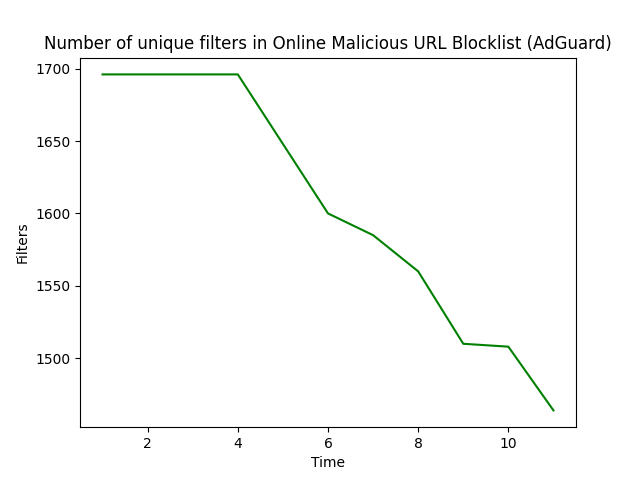 Number of unique filters in Online Malicious URL Blocklist (AdGuard)
1700
1650
1600
1550
1500
Filters
2 4 6 8 10
Time